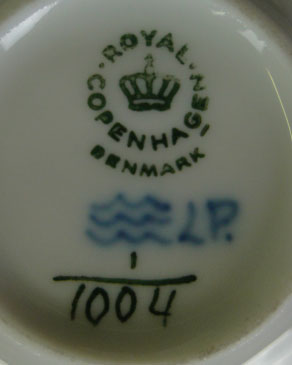 ROYAL
COPENHAGEN
DENMARK
LP.
1
1004